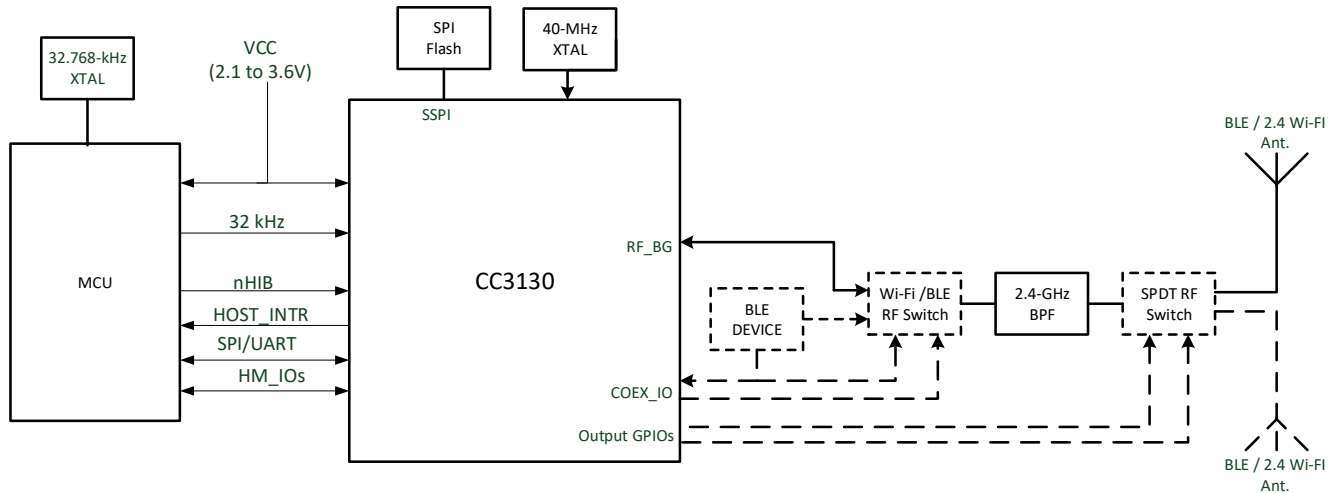 SPI
Flash
40-MHz
XTAL
32.768-kHz
XTAL
VCC
(2.1 to 3.6V)
SSPI
BLE / 2.4 Wi-FI
Ant.
32 kHz
RF_BG
MCU
nHIB
CC3130
BLE
DEVICE
Wi-Fi /BLE
RF Switch
2.4-GHz
BPF
SPDT RF
Switch
HOST_INTR
SPI/UART
HM_IOs
COEX_IO
Output GPIOs
BLE / 2.4 Wi-FI
Ant.